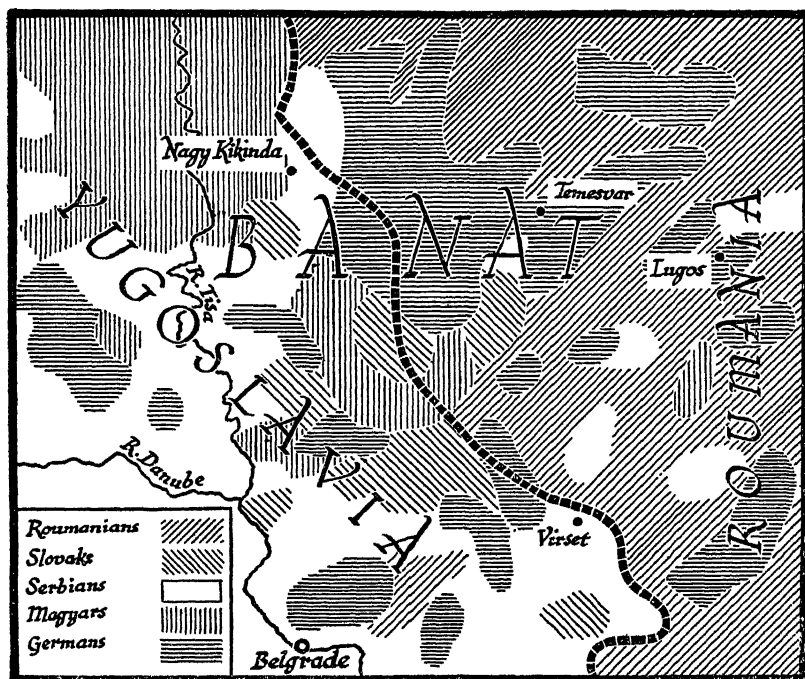 Nagy Kikinda
Temesvar
BANAT
YUGOSLAVIA
R. Tisa
Lugos
ROUMANIA
R. Danube
Virset
Belgrade
Roumanians
Slovaks
Serbians
Magyars
Germans